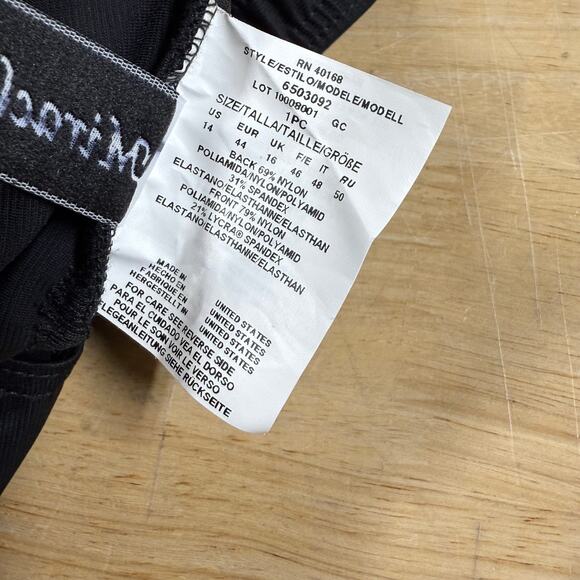 Mirac
RN 40168
STYLE/ESTILO/MODELE/MODELL
6503092
LOT 10008001 GC
1PC
SIZE/TALLA/TAILLE/GRÖßE
US EUR UK F/E IT RU
14 44 16 46 48 50
BACK 69% NYLON
POLIAMIDA/NYLON/POLYAMID
31% SPANDEX
ELASTANO/ELASTHANNE/ELASTHAN
FRONT 79% NYLON
POLIAMIDA/NYLON/POLYAMID
21% LYCRA® SPANDEX
ELASTANO/ELASTHANNE/ELASTHAN
MADE IN UNITED STATES
HECHO EN UNITED STATES
FABRIQUE EN UNITED STATES
HERGESTELLT IN UNITED STATES
FOR CARE SEE REVERSE SIDE
PARA EL CUIDADO VEA EL DORSO
POUR LE SOIN VOIR LE VERSO
FLEGEANLEITUNG SIEHE RÜCKSEITE